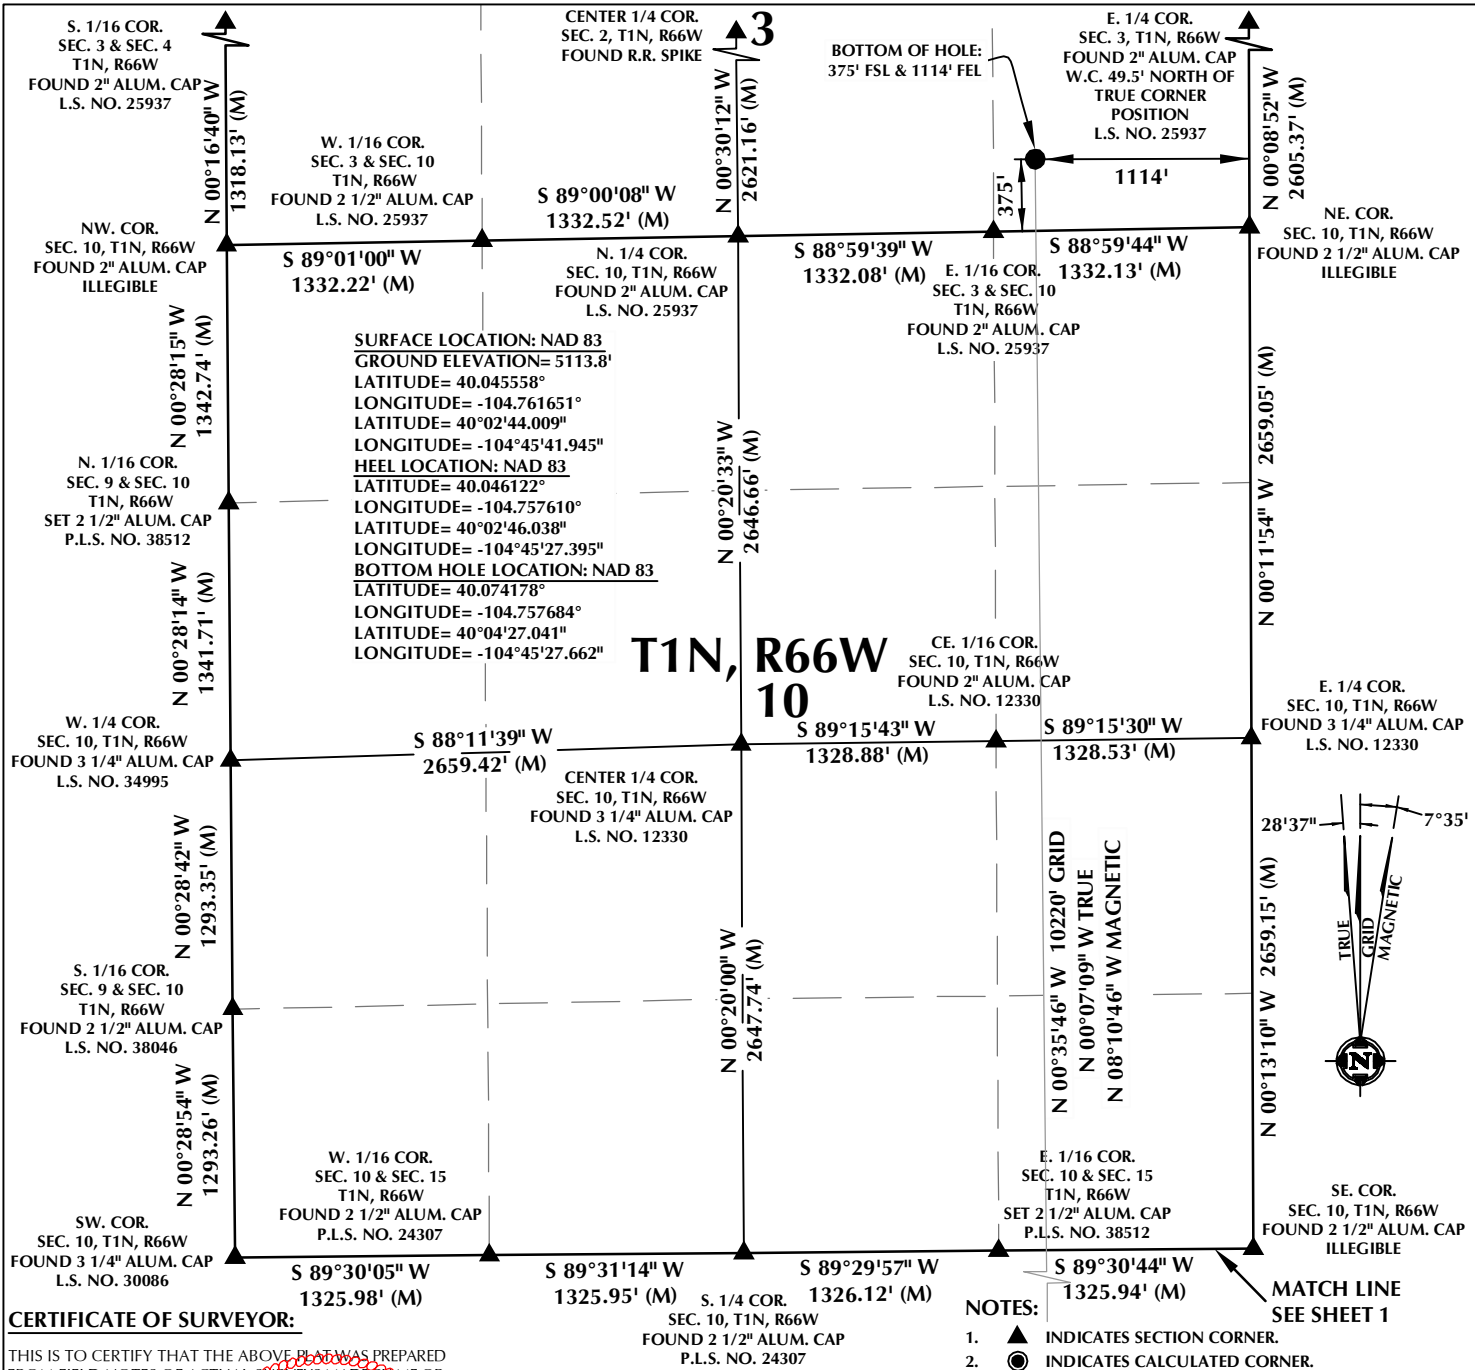 S. 1/16 COR.
SEC. 3 & SEC. 4
T1N, R66W
FOUND 2" ALUM. CAP
L.S. NO. 25937
N 00°16'40" W
1318.13' (M)
CENTER 1/4 COR.
SEC. 2, T1N, R66W
FOUND R.R. SPIKE
3
N 00°30'12" W
2621.16' (M)
BOTTOM OF HOLE:
375' FSL & 1114' FEL
E. 1/4 COR.
SEC. 3, T1N, R66W
FOUND 2" ALUM. CAP
W.C. 49.5' NORTH OF
TRUE CORNER
POSITION
L.S. NO. 25937
N 00°08'52" W
2605.37' (M)
1114'
375'
W. 1/16 COR.
SEC. 3 & SEC. 10
T1N, R66W
FOUND 2 1/2" ALUM. CAP
L.S. NO. 25937
S 89°00'08" W
1332.52' (M)
NW. COR.
SEC. 10, T1N, R66W
FOUND 2" ALUM. CAP
ILLEGIBLE
S 89°01'00" W
1332.22' (M)
N. 1/4 COR.
SEC. 10, T1N, R66W
FOUND 2" ALUM. CAP
L.S. NO. 25937
S 88°59'39" W
1332.08' (M)
E. 1/16 COR.
SEC. 3 & SEC. 10
T1N, R66W
FOUND 2" ALUM. CAP
L.S. NO. 25937
S 88°59'44" W
1332.13' (M)
NE. COR.
SEC. 10, T1N, R66W
FOUND 2 1/2" ALUM. CAP
ILLEGIBLE
N 00°28'15" W
1342.74' (M)
SURFACE LOCATION: NAD 83
GROUND ELEVATION= 5113.8'
LATITUDE= 40.045558°
LONGITUDE= -104.761651°
LATITUDE= 40°02'44.009"
LONGITUDE= -104°45'41.945"
HEEL LOCATION: NAD 83
LATITUDE= 40.046122°
LONGITUDE= -104.757610°
LATITUDE= 40°02'46.038"
LONGITUDE= -104°45'27.395"
BOTTOM HOLE LOCATION: NAD 83
LATITUDE= 40.074178°
LONGITUDE= -104.757684°
LATITUDE= 40°04'27.041"
LONGITUDE= -104°45'27.662"
N 00°20'33" W
2646.66' (M)
N 00°11'54" W 2659.05' (M)
N. 1/16 COR.
SEC. 9 & SEC. 10
T1N, R66W
SET 2 1/2" ALUM. CAP
P.L.S. NO. 38512
N 00°28'14" W
1341.71' (M)
T1N, R66W
10
CE. 1/16 COR.
SEC. 10, T1N, R66W
FOUND 2" ALUM. CAP
L.S. NO. 12330
W. 1/4 COR.
SEC. 10, T1N, R66W
FOUND 3 1/4" ALUM. CAP
L.S. NO. 34995
S 88°11'39" W
2659.42' (M)
CENTER 1/4 COR.
SEC. 10, T1N, R66W
FOUND 3 1/4" ALUM. CAP
L.S. NO. 12330
S 89°15'43" W
1328.88' (M)
S 89°15'30" W
1328.53' (M)
E. 1/4 COR.
SEC. 10, T1N, R66W
FOUND 3 1/4" ALUM. CAP
L.S. NO. 12330
28'37"
7°35'
TRUE
GRID
MAGNETIC
N
N 00°28'42" W
1293.35' (M)
N 00°20'00" W
2647.74' (M)
N 00°35'46" W 10220' GRID
N 00°07'09" W TRUE
N 08°10'46" W MAGNETIC
N 00°13'10" W 2659.15' (M)
S. 1/16 COR.
SEC. 9 & SEC. 10
T1N, R66W
FOUND 2 1/2" ALUM. CAP
L.S. NO. 38046
N 00°28'54" W
1293.26' (M)
W. 1/16 COR.
SEC. 10 & SEC. 15
T1N, R66W
FOUND 2 1/2" ALUM. CAP
P.L.S. NO. 24307
E. 1/16 COR.
SEC. 10 & SEC. 15
T1N, R66W
SET 2 1/2" ALUM. CAP
P.L.S. NO. 38512
SW. COR.
SEC. 10, T1N, R66W
FOUND 3 1/4" ALUM. CAP
L.S. NO. 30086
SE. COR.
SEC. 10, T1N, R66W
FOUND 2 1/2" ALUM. CAP
ILLEGIBLE
S 89°30'05" W
1325.98' (M)
S 89°31'14" W
1325.95' (M)
S. 1/4 COR.
SEC. 10, T1N, R66W
FOUND 2 1/2" ALUM. CAP
P.L.S. NO. 24307
S 89°29'57" W
1326.12' (M)
S 89°30'44" W
1325.94' (M)
MATCH LINE
SEE SHEET 1
CERTIFICATE OF SURVEYOR:
THIS IS TO CERTIFY THAT THE ABOVE PLAT WAS PREPARED
NOTES:
1. INDICATES SECTION CORNER.
2. INDICATES CALCULATED CORNER.